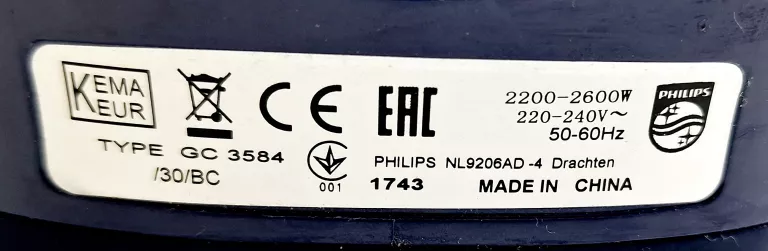 KEMA
KEUR
CE
EAC
2200-2600W
220-240V~
50-60Hz
PHILIPS
TYPE GC 3584
/30/BC
001
PHILIPS NL9206AD -4 Drachten
1743 MADE IN CHINA